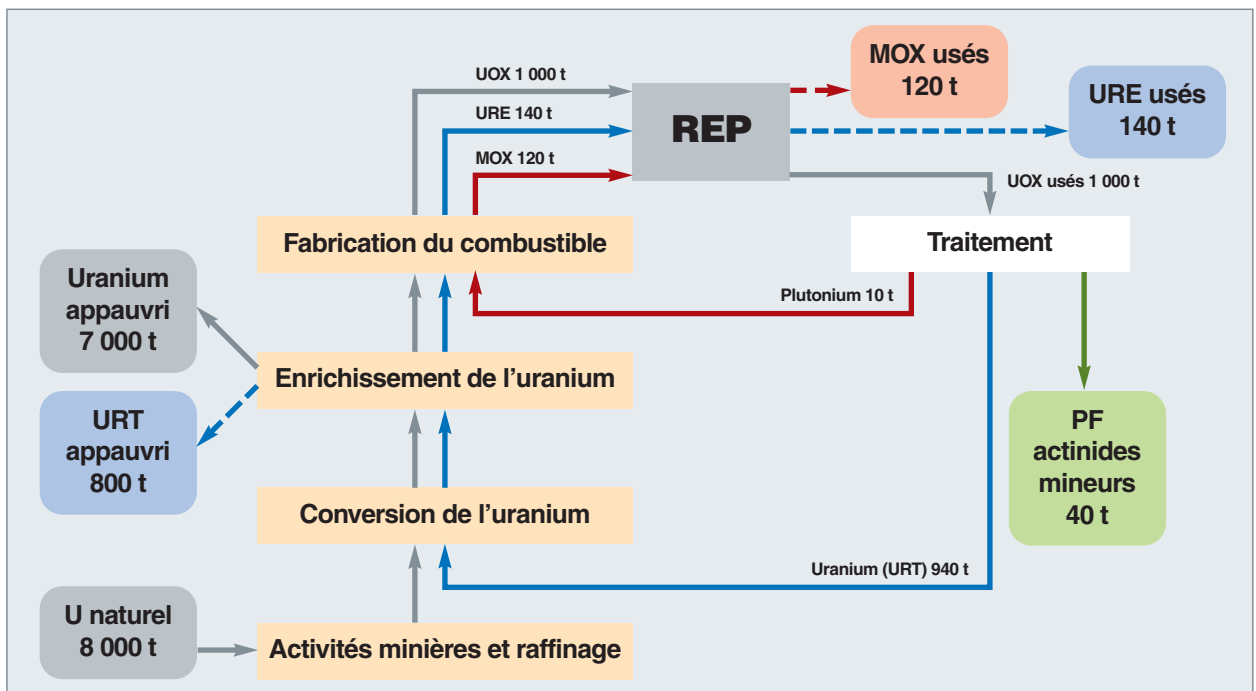 MOX usés
120 t
URE usés
140 t
UOX 1 000 t
URE 140 t
MOX 120 t
REP
UOX usés 1 000 t
Fabrication du combustible
Traitement
Uranium
appauvri
7 000 t
Plutonium 10 t
Enrichissement de l’uranium
URT
appauvri
800 t
PF
actinides
mineurs
40 t
Conversion de l’uranium
Uranium (URT) 940 t
U naturel
8 000 t
Activités minières et raffinage